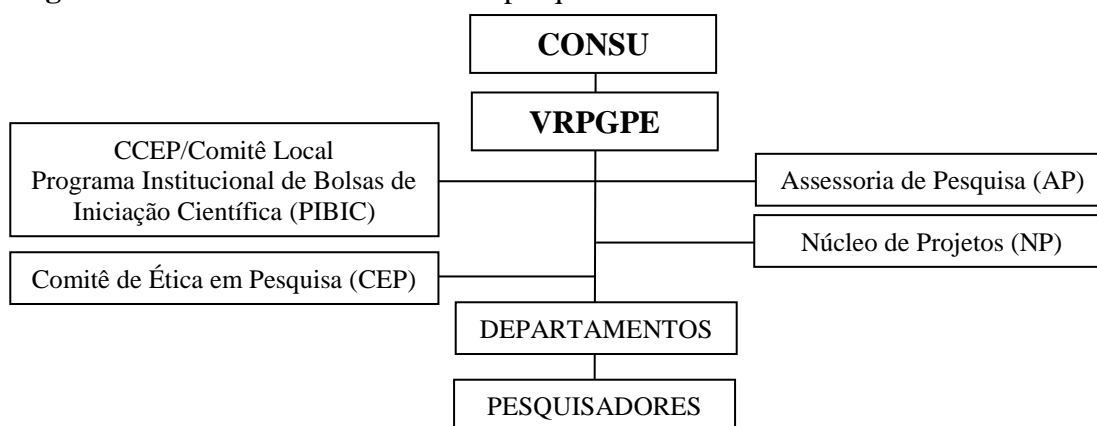 CONSU
VRPGPE
CCEP/Comitê Local
Programa Institucional de Bolsas de
Iniciação Científica (PIBIC)
Assessoria de Pesquisa (AP)
Núcleo de Projetos (NP)
Comitê de Ética em Pesquisa (CEP)
DEPARTAMENTOS
PESQUISADORES